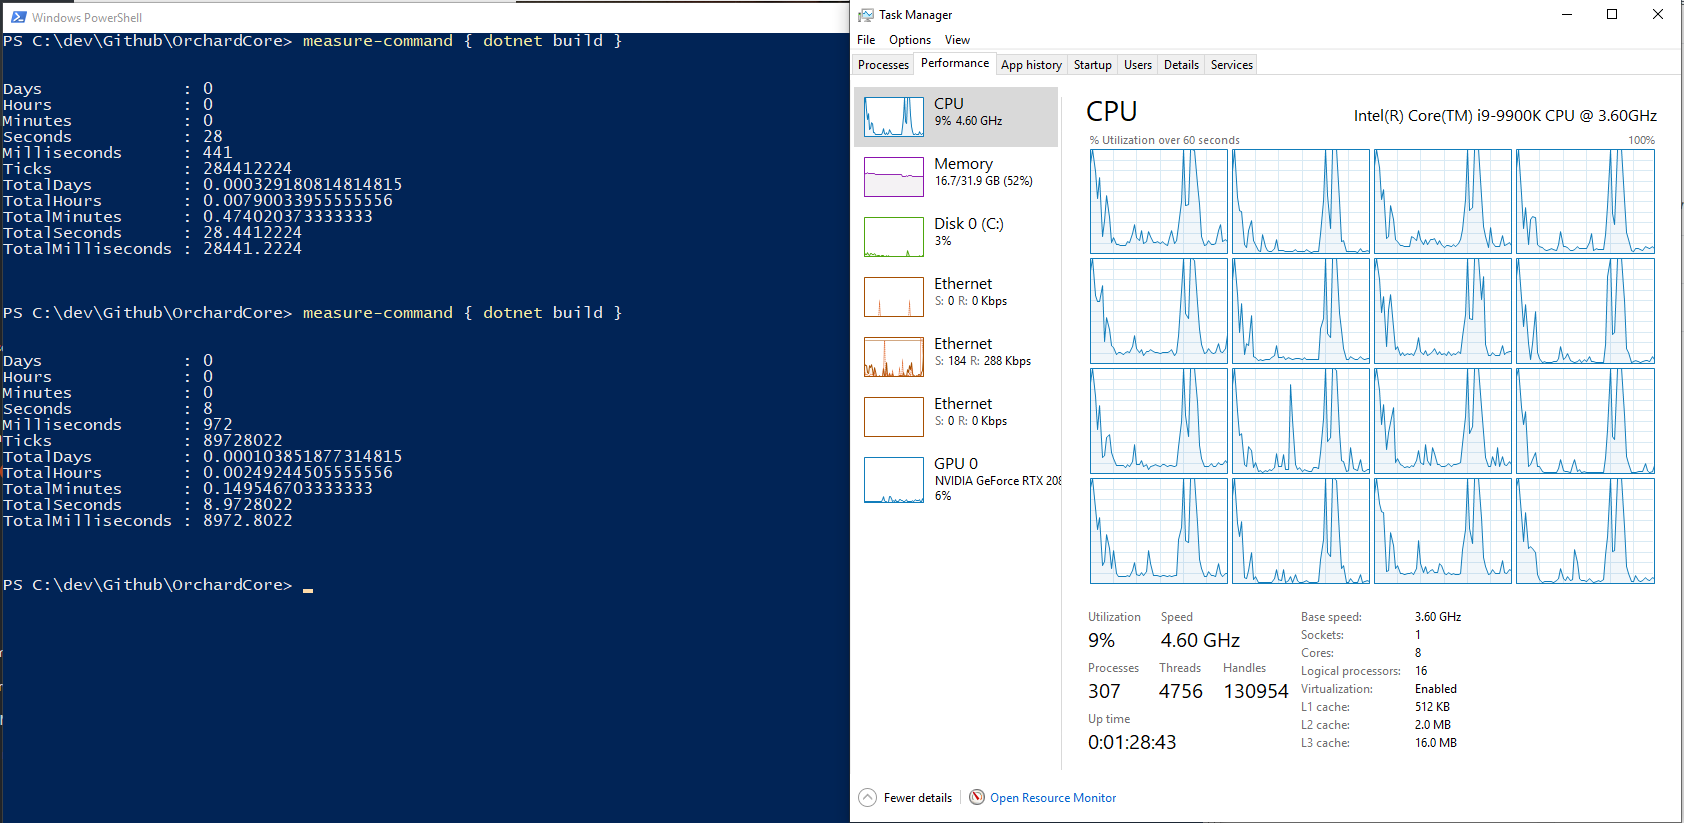 Windows PowerShell
PS C:\dev\Github\OrchardCore> measure-command { dotnet build }
Days : 0
Hours : 0
Minutes : 0
Seconds : 28
Milliseconds : 441
Ticks : 284412224
TotalDays : 0.000329180814814815
TotalHours : 0.00790033955555556
TotalMinutes : 0.474020373333333
TotalSeconds : 28.4412224
TotalMilliseconds : 28441.2224
PS C:\dev\Github\OrchardCore> measure-command { dotnet build }
Days : 0
Hours : 0
Minutes : 0
Seconds : 8
Milliseconds : 972
Ticks : 89728022
TotalDays : 0.000103851877314815
TotalHours : 0.00249244505555556
TotalMinutes : 0.149546703333333
TotalSeconds : 8.9728022
TotalMilliseconds : 8972.8022
PS C:\dev\Github\OrchardCore>
Task Manager
File Options View
Processes Performance App history Startup Users Details Services
CPU
9% 4.60 GHz
Memory
16.7/31.9 GB (52%)
Disk 0 (C:)
3%
Ethernet
S: 0 R: 0 Kbps
Ethernet
S: 184 R: 288 Kbps
Ethernet
S: 0 R: 0 Kbps
GPU 0
NVIDIA GeForce RTX 208
6%
CPU Intel(R) Core(TM) i9-9900K CPU @ 3.60GHz
% Utilization over 60 seconds 100%
Utilization Speed
9% 4.60 GHz
Processes Threads Handles
307 4756 130954
Up time
0:01:28:43
Base speed: 3.60 GHz
Sockets: 1
Cores: 8
Logical processors: 16
Virtualization: Enabled
L1 cache: 512 KB
L2 cache: 2.0 MB
L3 cache: 16.0 MB
Fewer details Open Resource Monitor